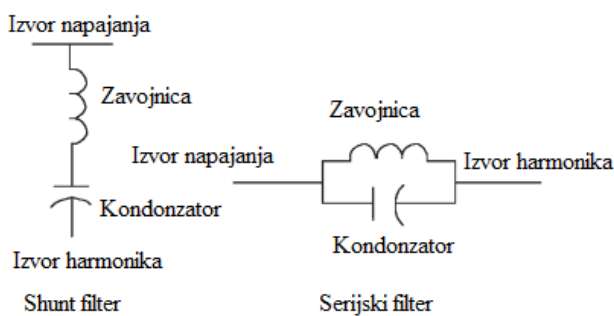 Izvor napajanja
Zavojnica
Kondonzator
Izvor harmonika
Shunt filter
Zavojnica
Izvor napajanja
Izvor harmonika
Kondonzator
Serijski filter